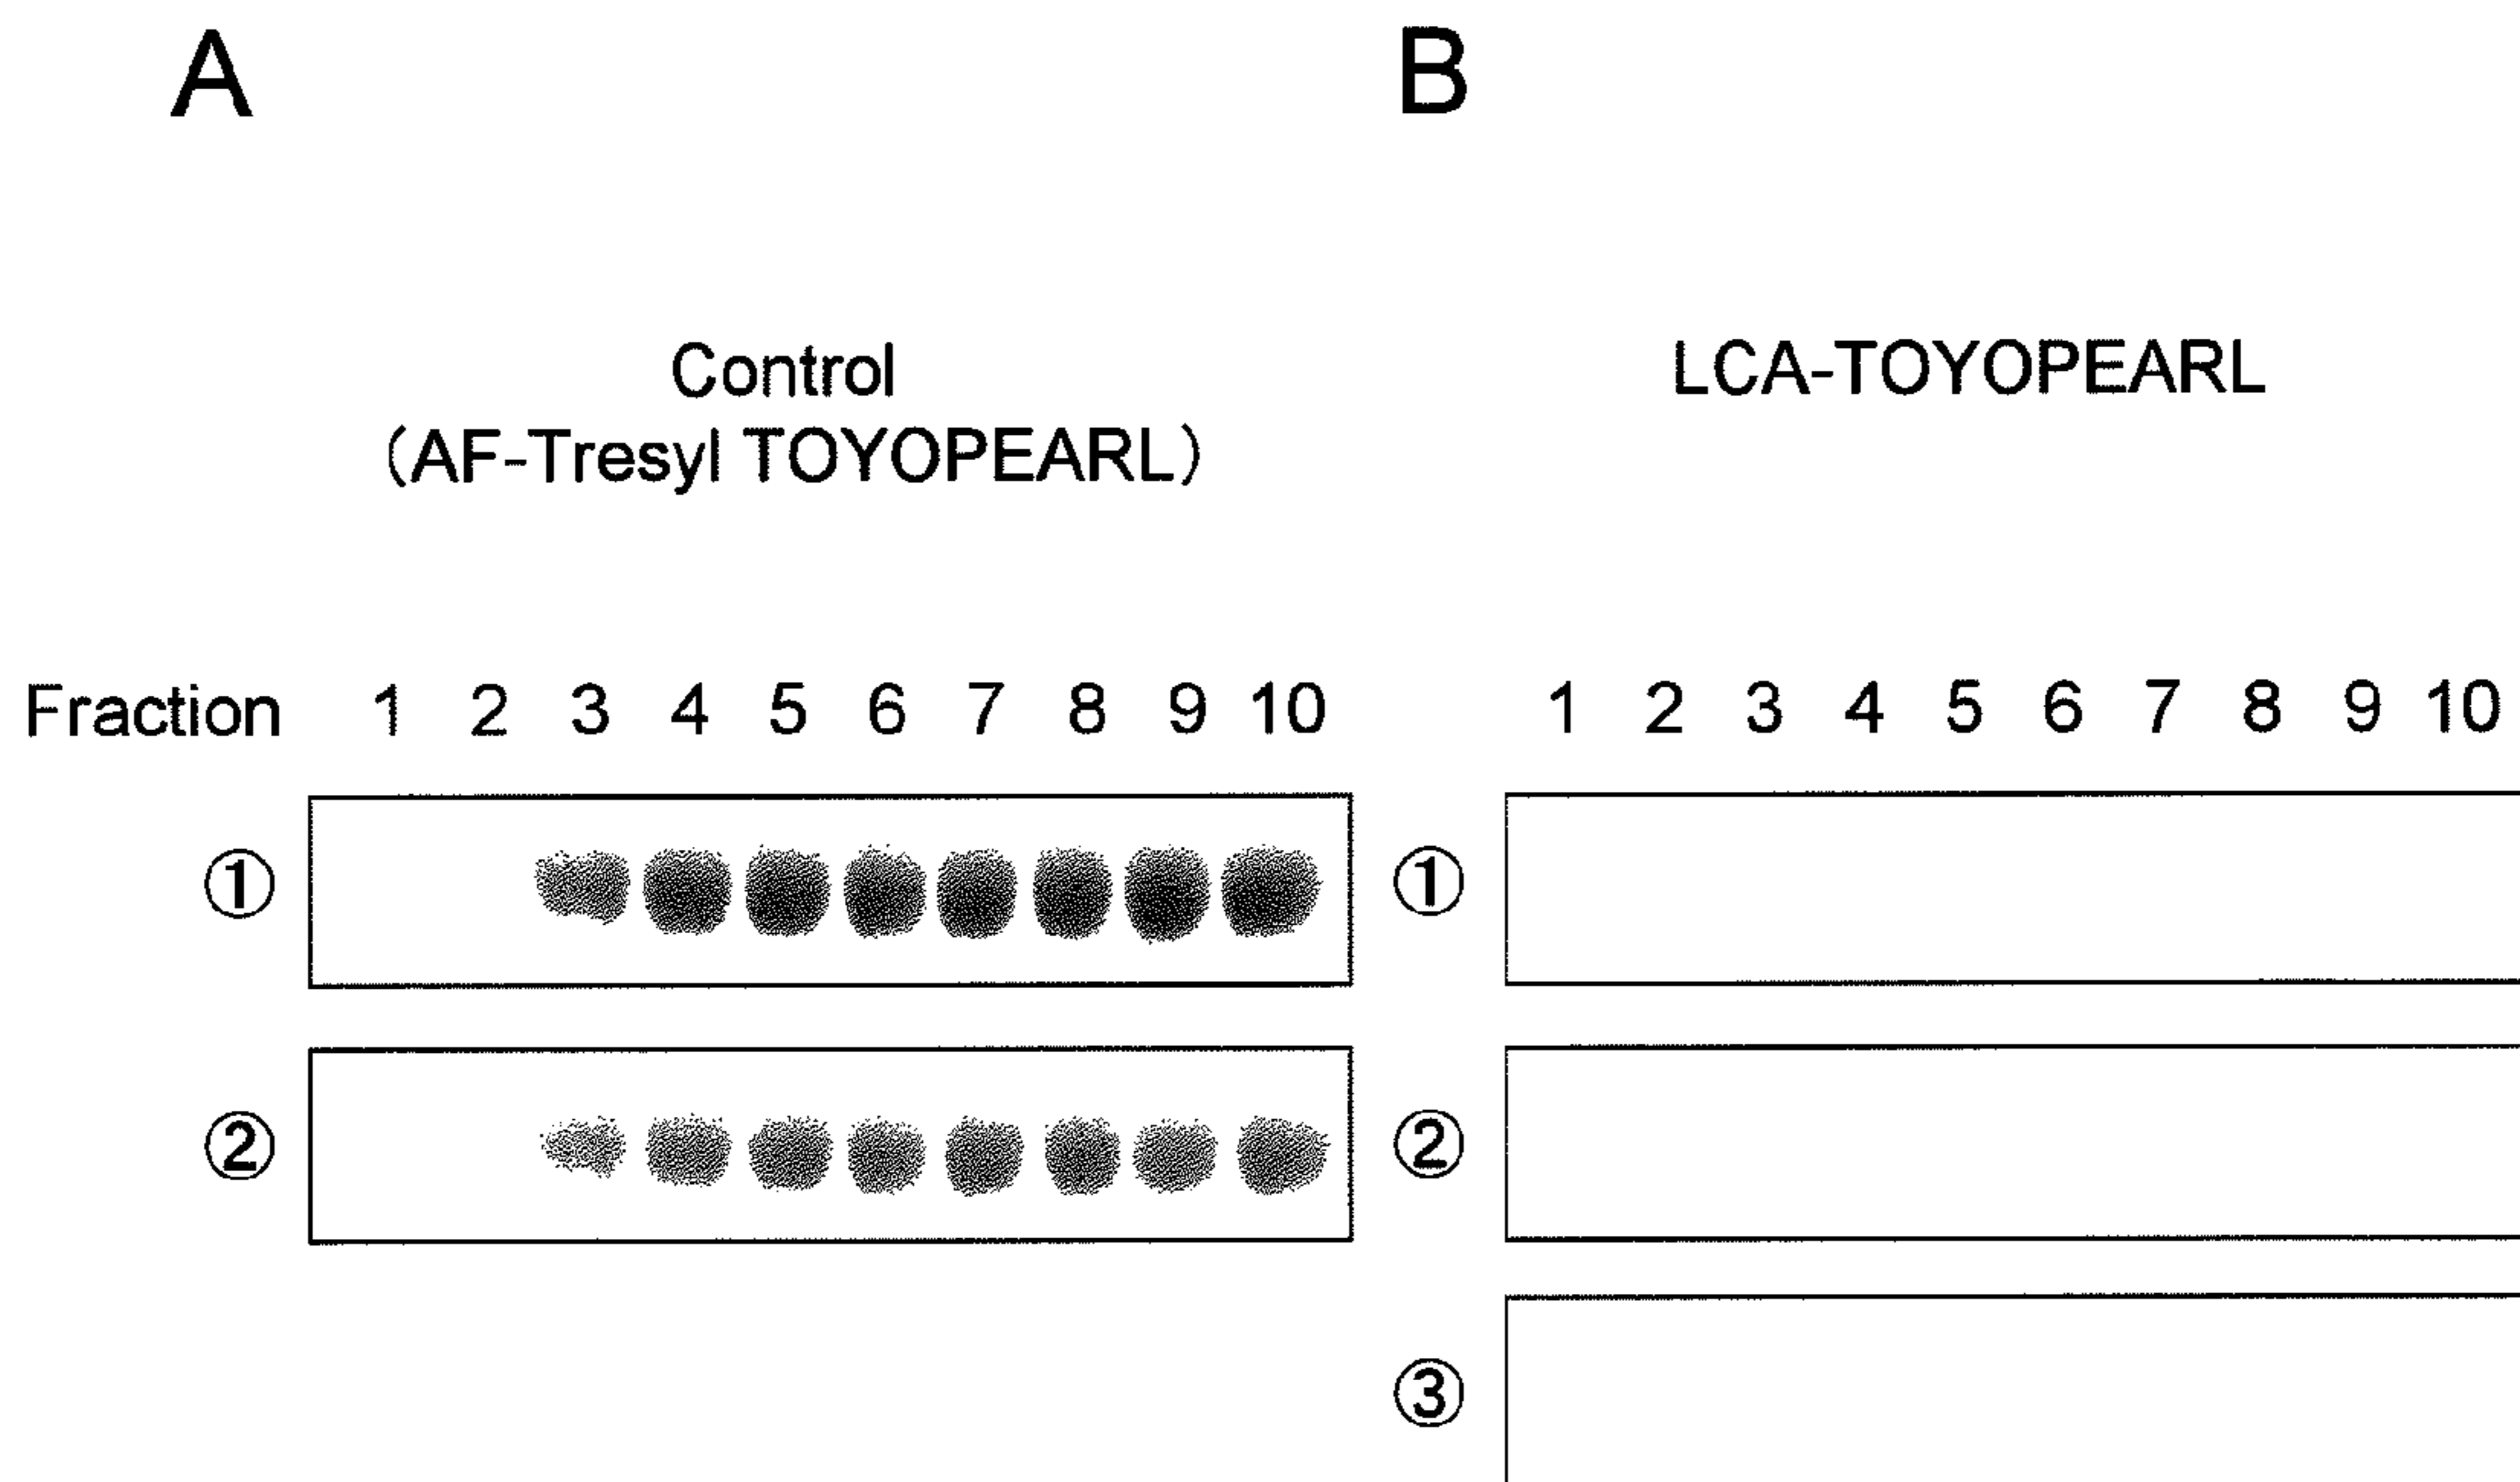 A
Control
(AF-Tresyl TOYOPEARL)
Fraction 1 2 3 4 5 6 7 8 9 10
①
②
B
LCA-TOYOPEARL
1 2 3 4 5 6 7 8 9 10
①
②
③